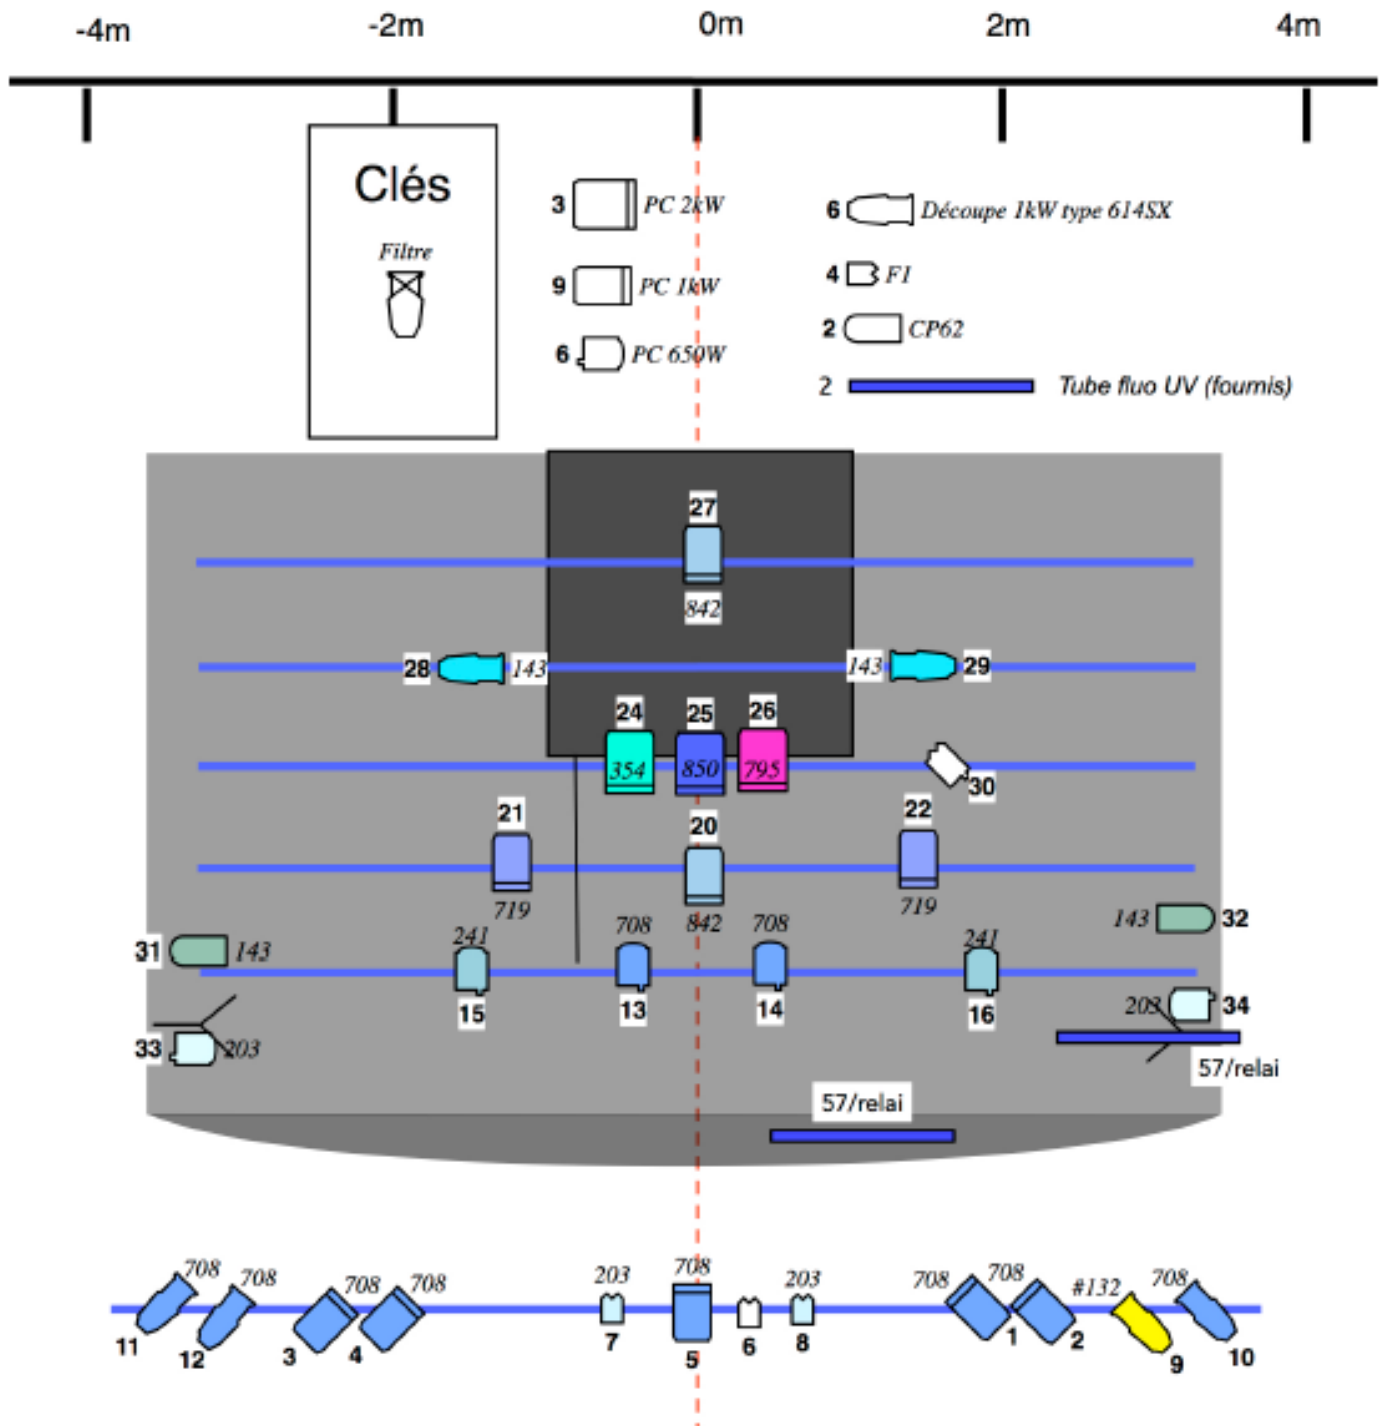 -4m -2m 0m 2m 4m
Clés
Filtre
3 PC 2kW
9 PC 1kW
6 PC 650W
6 Découpe 1kW type 614SX
4 F1
2 CP62
2 Tube fluo UV (fournis)
27
842
28 143
143 29
24 25 26
354 850 795
30
21 20 22
719 842 719
143 32
31 143
241 708 708 241
15 13 14 16
203 34
33 203
57/relai
57/relai
708 708 708 708 203 708 203 708 708 #132 708
11 12 3 4 7 5 6 8 1 2 9 10